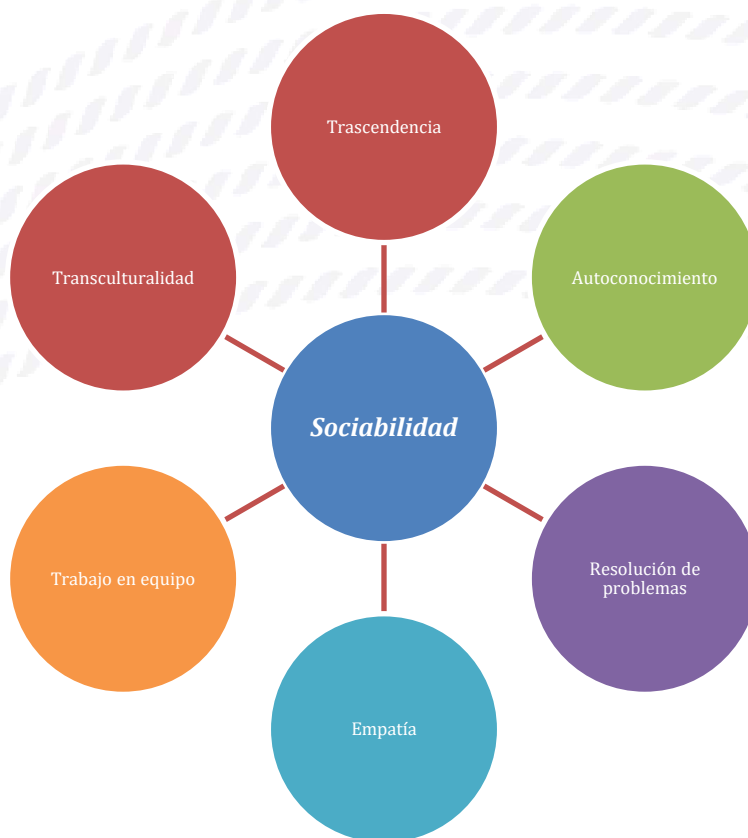 Trascendencia
Transculturalidad
Autoconocimiento
Sociabilidad
Trabajo en equipo
Resolución de
problemas
Empatía